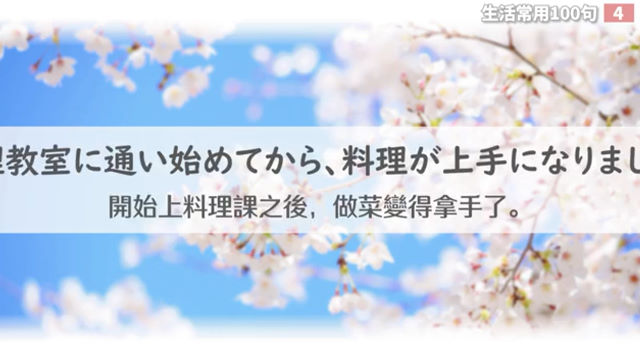 生活常用100句 4
理教室に通い始めてから、料理が上手になりまし
開始上料理課之後，做菜變得拿手了。